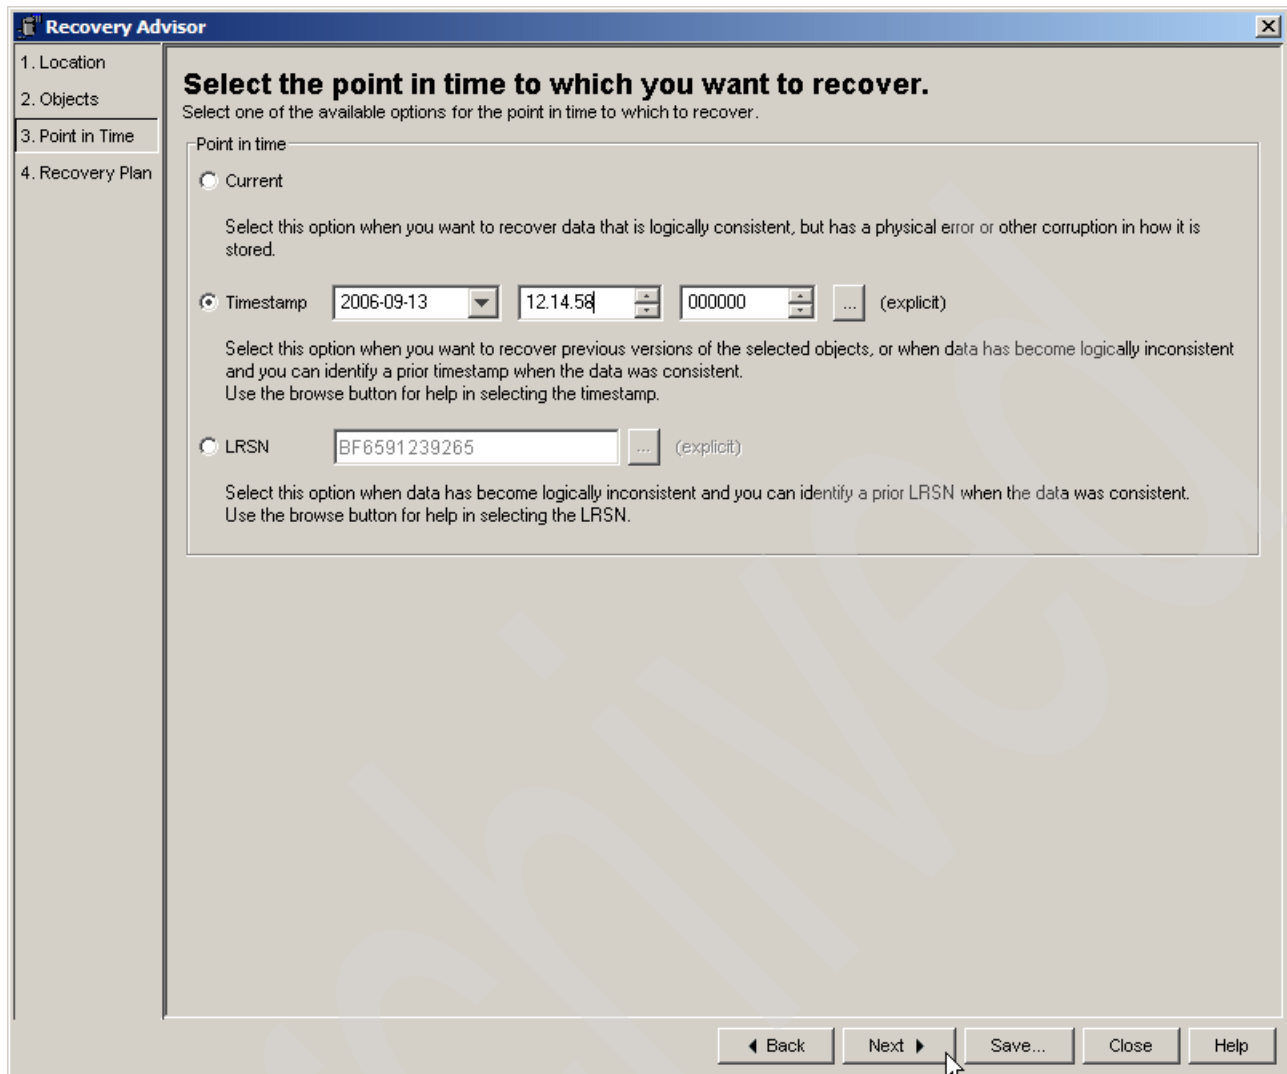 Recovery Advisor
1. Location
2. Objects
3. Point in Time
4. Recovery Plan
Select the point in time to which you want to recover.
Select one of the available options for the point in time to which to recover.
Point in time
Current
Select this option when you want to recover data that is logically consistent, but has a physical error or other corruption in how it is
stored.
Timestamp 2006-09-13 12.14.58 000000 ... (explicit)
Select this option when you want to recover previous versions of the selected objects, or when data has become logically inconsistent
and you can identify a prior timestamp when the data was consistent.
Use the browse button for help in selecting the timestamp.
LRSN BF6591239265 ... (explicit)
Select this option when data has become logically inconsistent and you can identify a prior LRSN when the data was consistent.
Use the browse button for help in selecting the LRSN.
Back Next Save... Close Help